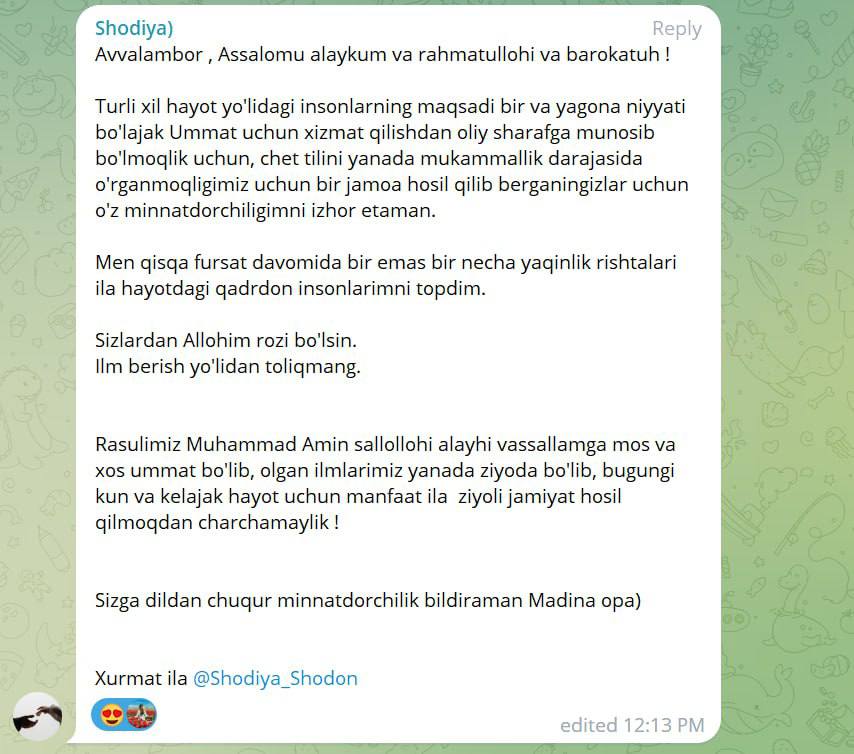 Shodiya) Reply
Avvalambor , Assalomu alaykum va rahmatullohi va barokatuh !
Turli xil hayot yo'lidagi insonlarning maqsadi bir va yagona niyyati
bo'lajak Ummat uchun xizmat qilishdan oliy sharafga munosib
bo'lmoqlik uchun, chet tilini yanada mukammallik darajasida
o'rganmoqligimiz uchun bir jamoa hosil qilib berganingizlar uchun
o'z minnatdorchiligimni izhor etaman.
Men qisqa fursat davomida bir emas bir necha yaqinlik rishtalari
ila hayotdagi qadrdon insonlarimni topdim.
Sizlardan Allohim rozi bo'lsin.
Ilm berish yo'lidan toliqmang.
Rasulimiz Muhammad Amin sallollohi alayhi vassallamga mos va
xos ummat bo'lib, olgan ilmlarimiz yanada ziyoda bo'lib, bugungi
kun va kelajak hayot uchun manfaat ila  ziyoli jamiyat hosil
qilmoqdan charchamaylik !
Sizga dildan chuqur minnatdorchilik bildiraman Madina opa)
Xurmat ila @Shodiya_Shodon
edited 12:13 PM